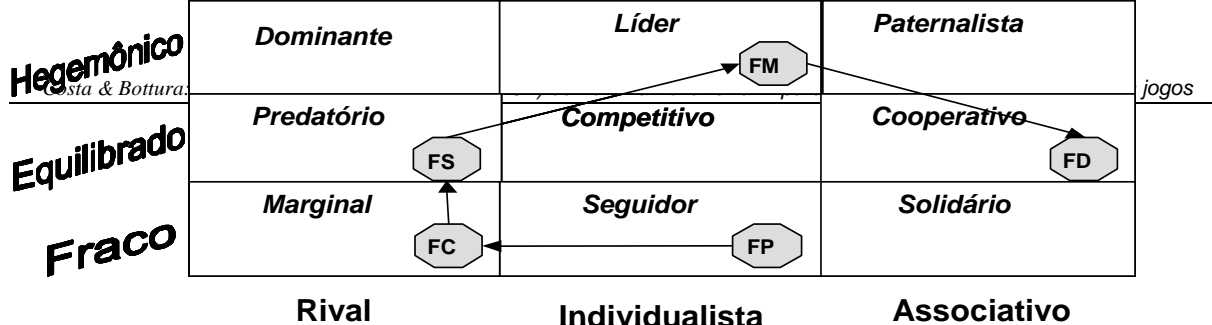 Hegemônico
Dominante
Líder
Paternalista
FM
Costa & Bottura:
jogos
Equilibrado
Predatório
Competitivo
Cooperativo
FS
FD
Fraco
Marginal
Seguidor
Solidário
FC
FP
Rival
Individualista
Associativo